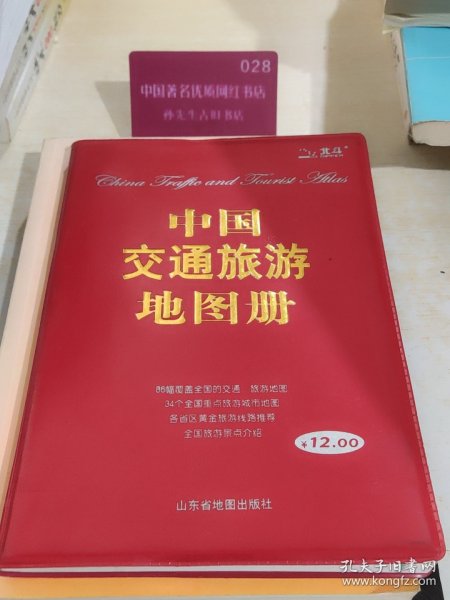 028
中国著名优质网红书店
孙先生古旧书店
北斗
China Traffic and Tourist Atlas
中国
交通旅游
地图册
86幅覆盖全国的交通 旅游地图
34个全国重点旅游城市地图
各省区黄金旅游线路推荐
全国旅游景点介绍
¥12.00
山东省地图出版社
孔夫子旧书网
www.kongfz.com